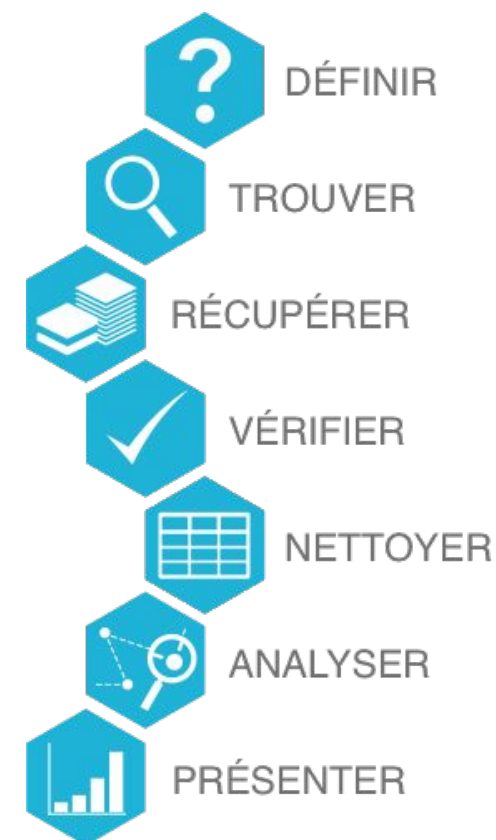 ?
DÉFINIR
TROUVER
RÉCUPÉRER
VÉRIFIER
NETTOYER
ANALYSER
PRÉSENTER